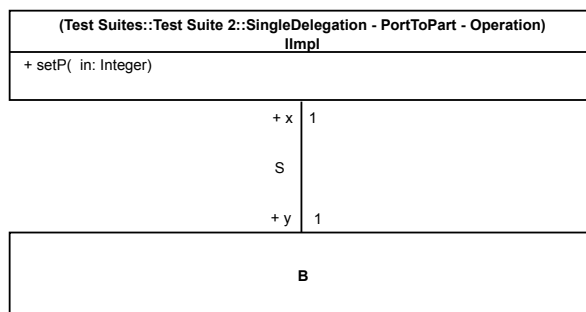 (Test Suites::Test Suite 2::SingleDelegation - PortToPart - Operation)
IImpl
+ setP(  in: Integer)
+ x 1
S
+ y 1
B